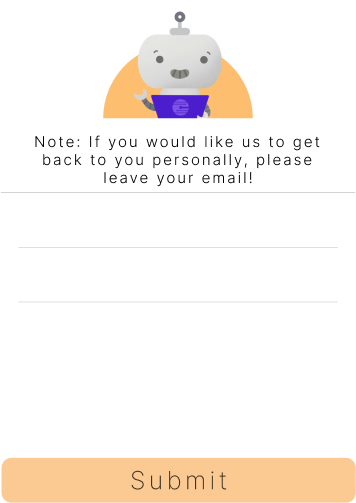 Note: If you would like us to get
back to you personally, please
leave your email!
Submit